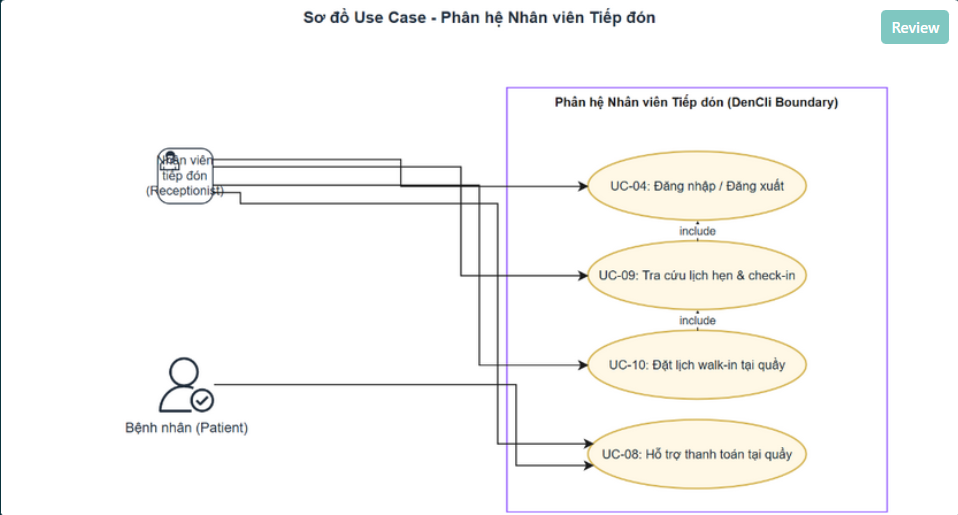 Sơ đồ Use Case - Phân hệ Nhân viên Tiếp đón
Review
Phân hệ Nhân viên Tiếp đón (DenCli Boundary)
Nhân viên
tiếp đón
(Receptionist)
UC-04: Đăng nhập / Đăng xuất
include
UC-09: Tra cứu lịch hẹn & check-in
include
UC-10: Đặt lịch walk-in tại quầy
Bệnh nhân (Patient)
UC-08: Hỗ trợ thanh toán tại quầy